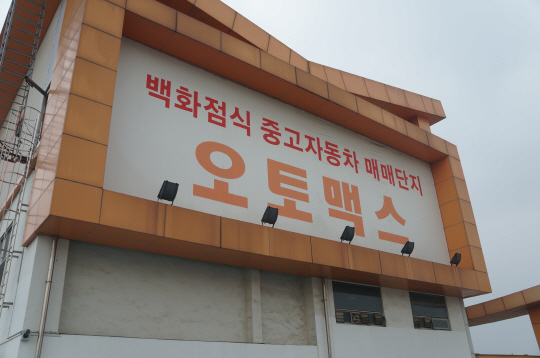 백화점식 중고자동차 매매단지
오토맥스